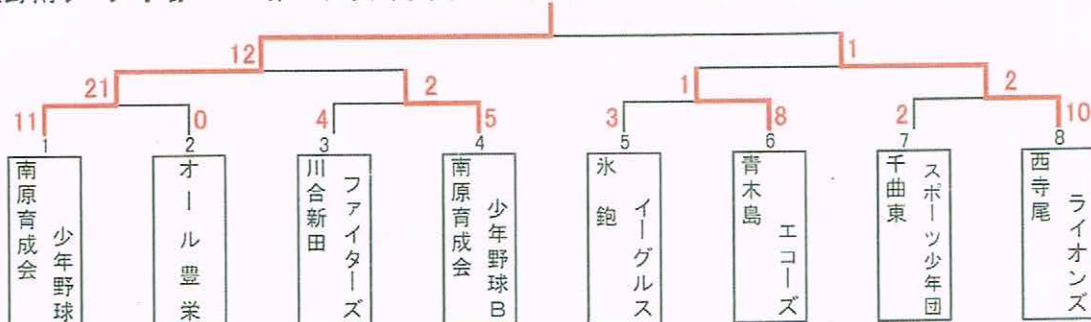 12
1
21
2
1
2
11
0
4
5
3
8
2
10
1
2
3
4
5
6
7
8
南原育成会
少年野球
オール豊栄
川合新田
ファイターズ
南原育成会
少年野球B
氷鉋
イーグルス
青木島
エコーズ
千曲東
スポーツ少年団
西寺尾
ライオンズ